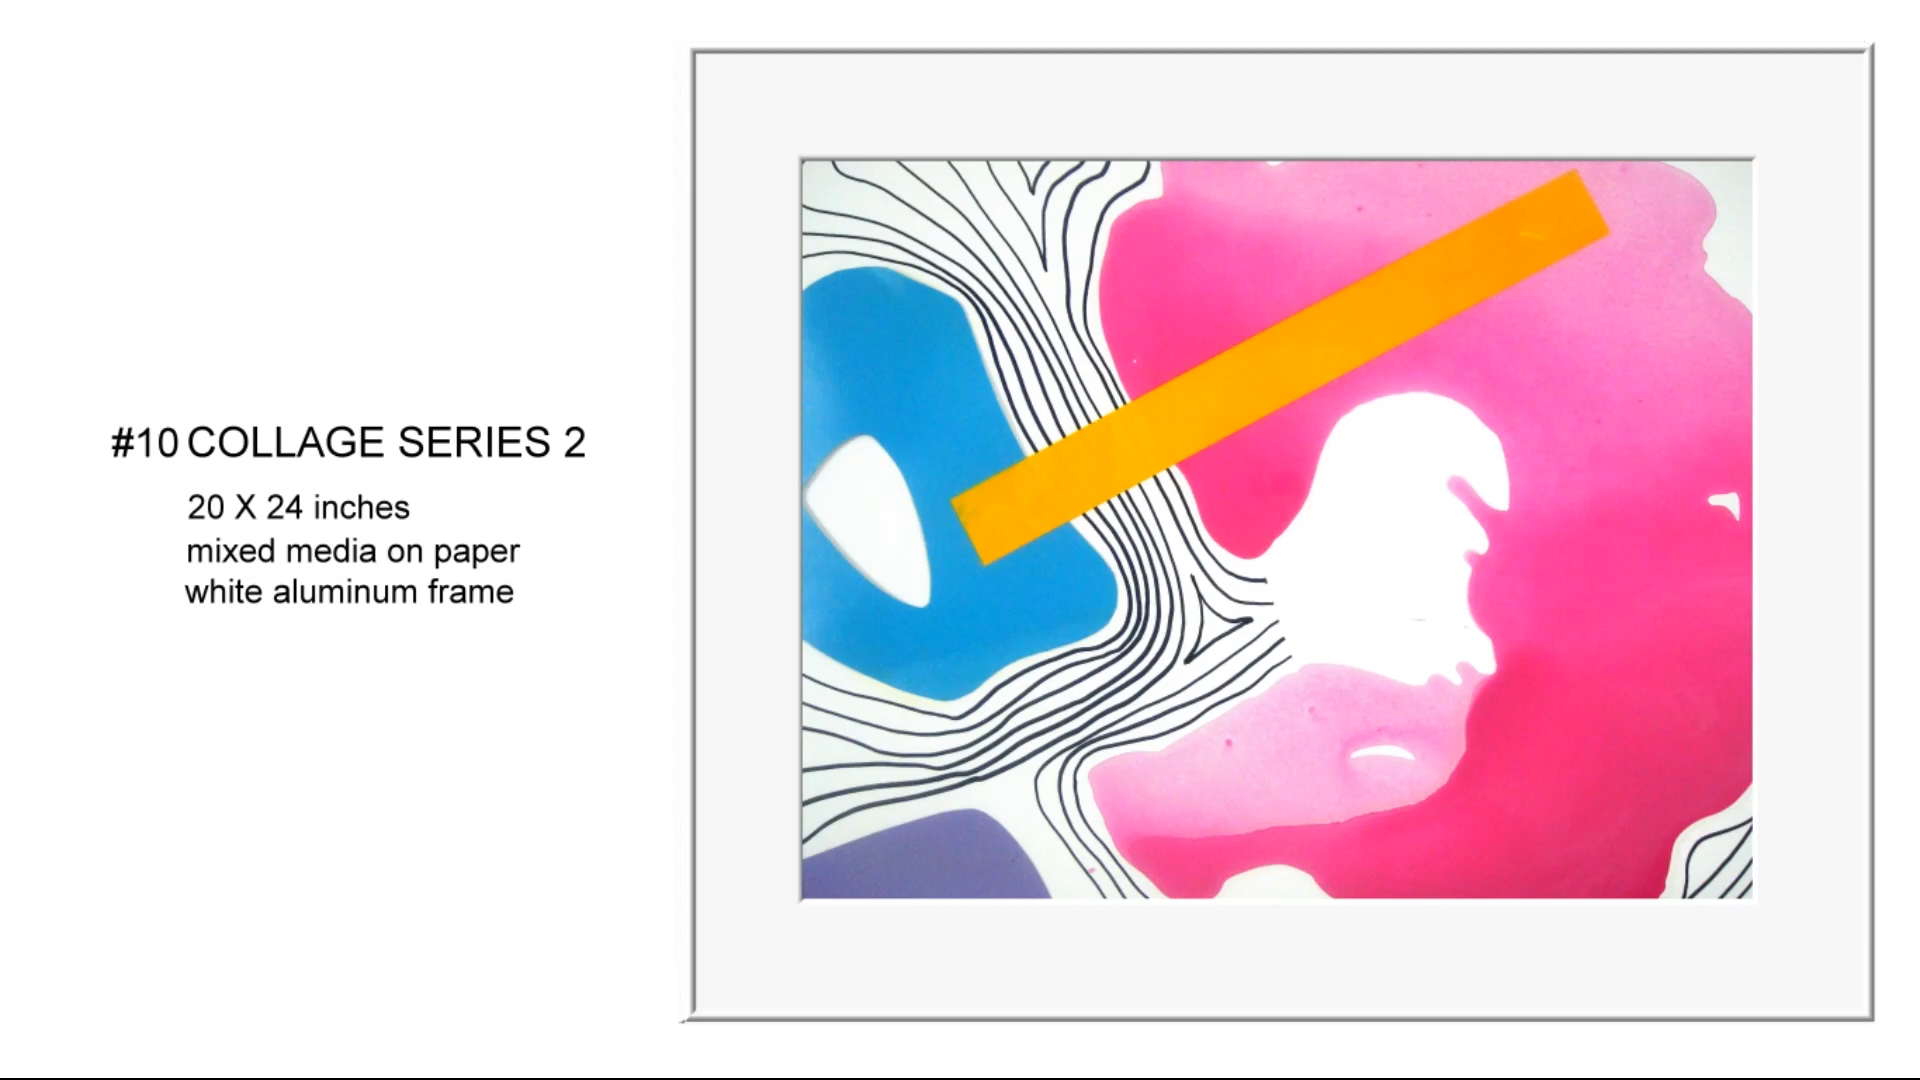 #10 COLLAGE SERIES 2
20 X 24 inches
mixed media on paper
white aluminum frame